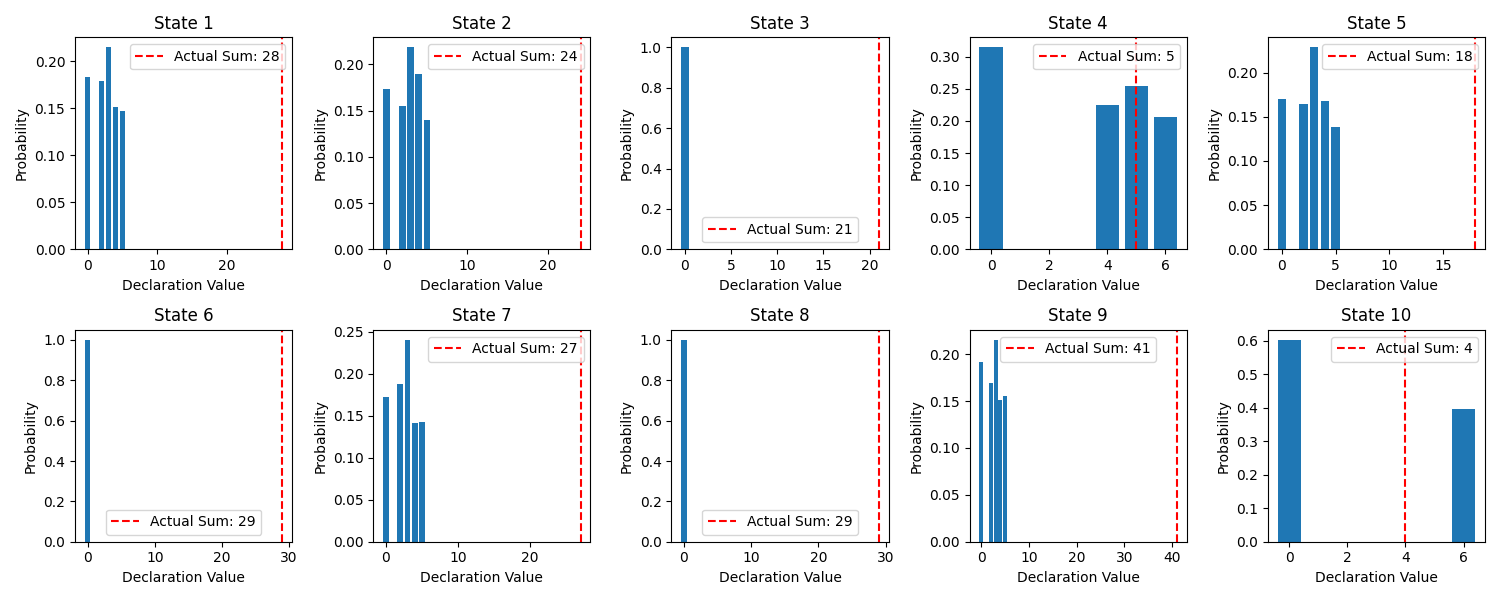 State 1
Actual Sum: 28
0.20
0.15
0.10
0.05
0.00
Probability
0 10 20
Declaration Value
State 2
Actual Sum: 24
0.20
0.15
0.10
0.05
0.00
Probability
0 10 20
Declaration Value
State 3
Actual Sum: 21
1.0
0.8
0.6
0.4
0.2
0.0
Probability
0 5 10 15 20
Declaration Value
State 4
Actual Sum: 5
0.30
0.25
0.20
0.15
0.10
0.05
0.00
Probability
0 2 4 6
Declaration Value
State 5
Actual Sum: 18
0.20
0.15
0.10
0.05
0.00
Probability
0 5 10 15
Declaration Value
State 6
Actual Sum: 29
1.0
0.8
0.6
0.4
0.2
0.0
Probability
0 10 20 30
Declaration Value
State 7
Actual Sum: 27
0.25
0.20
0.15
0.10
0.05
0.00
Probability
0 10 20
Declaration Value
State 8
Actual Sum: 29
1.0
0.8
0.6
0.4
0.2
0.0
Probability
0 10 20 30
Declaration Value
State 9
Actual Sum: 41
0.20
0.15
0.10
0.05
0.00
Probability
0 10 20 30 40
Declaration Value
State 10
Actual Sum: 4
0.6
0.5
0.4
0.3
0.2
0.1
0.0
Probability
0 2 4 6
Declaration Value